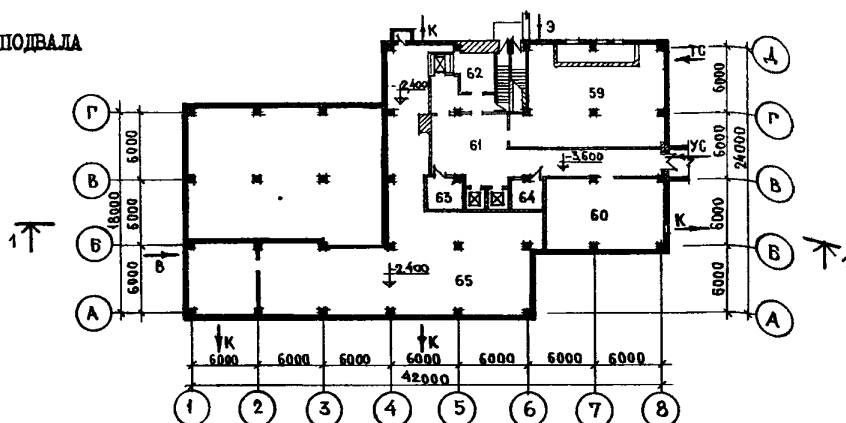 ПОДВАЛА
К Э
ТС
62 59
-2.400
Д
Г 61 Г
6000
УС
-3.600
24000
В 63 64 В
18000
60 К
1 Б Б
В -2.400 65
А А
К К
6000 6000 6000 6000 6000 6000 6000
42000
1 2 3 4 5 6 7 8
6000 6000 6000
6000 6000 6000